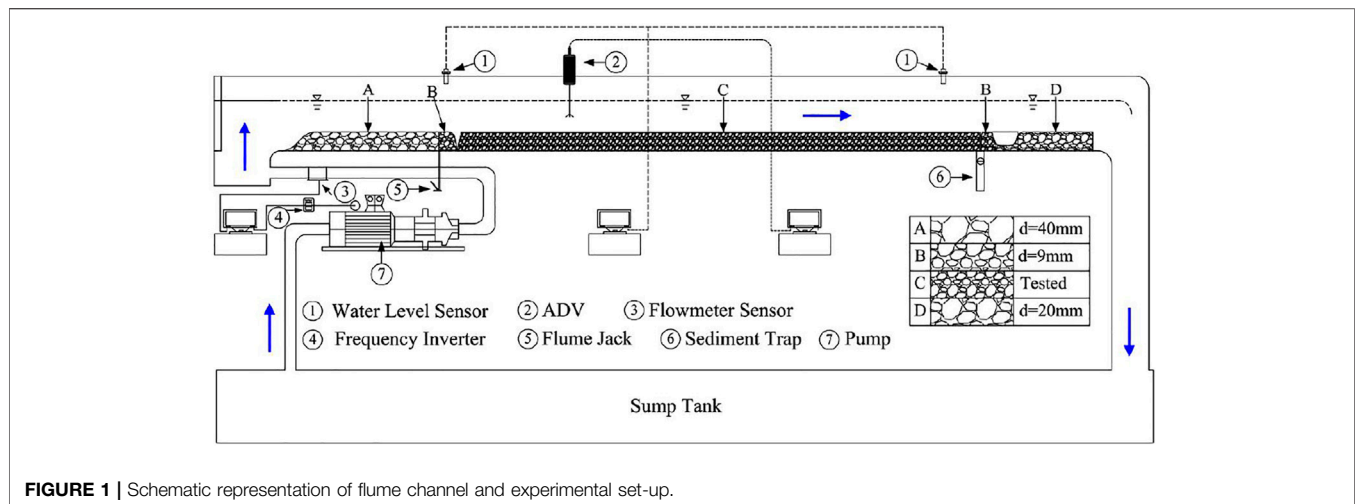 ① ② ①
A B C B D
③ ④ ⑤ ⑥
⑦
A d=40mm
B d=9mm
C Tested
D d=20mm
① Water Level Sensor ② ADV ③ Flowmeter Sensor
④ Frequency Inverter ⑤ Flume Jack ⑥ Sediment Trap ⑦ Pump
Sump Tank
FIGURE 1 | Schematic representation of flume channel and experimental set-up.